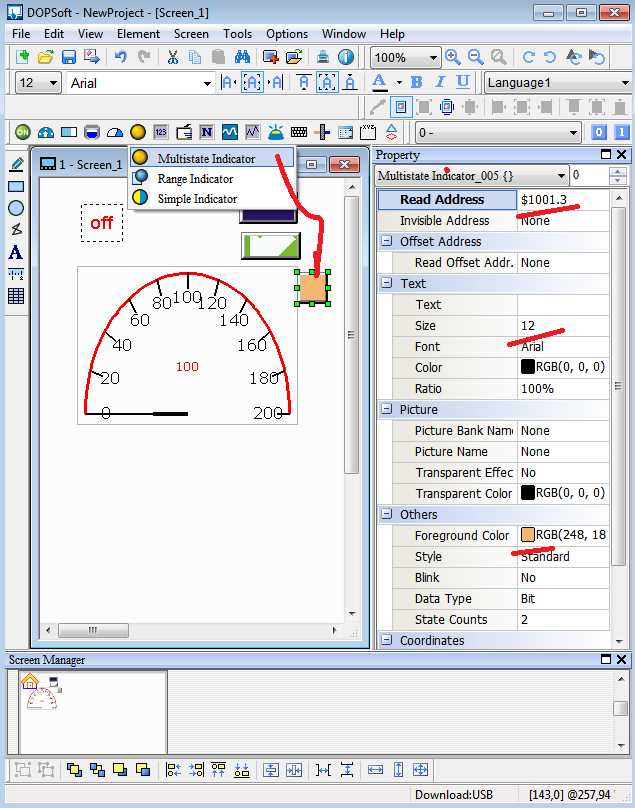 DOPSoft - NewProject - [Screen_1]
File Edit View Element Screen Tools Options Window Help
100%
12 Arial A A A A A A A B I U Language1
ON 123 N 0 -
1 - Screen_1
Multistate Indicator
Range Indicator
Simple Indicator
off
0
20
40
60
80
100
120
140
160
180
200
100
A
Property
Multistate Indicator_005 {} 0
Read Address $1001.3
Invisible Address None
Offset Address
Read Offset Addr. None
Text
Text
Size 12
Font Arial
Color RGB(0, 0, 0)
Ratio 100%
Picture
Picture Bank Name None
Picture Name None
Transparent Effec No
Transparent Color RGB(0, 0, 0)
Others
Foreground Color RGB(248, 18
Style Standard
Blink No
Data Type Bit
State Counts 2
Coordinates
0 1
Screen Manager
Download:USB [143,0] @257,94